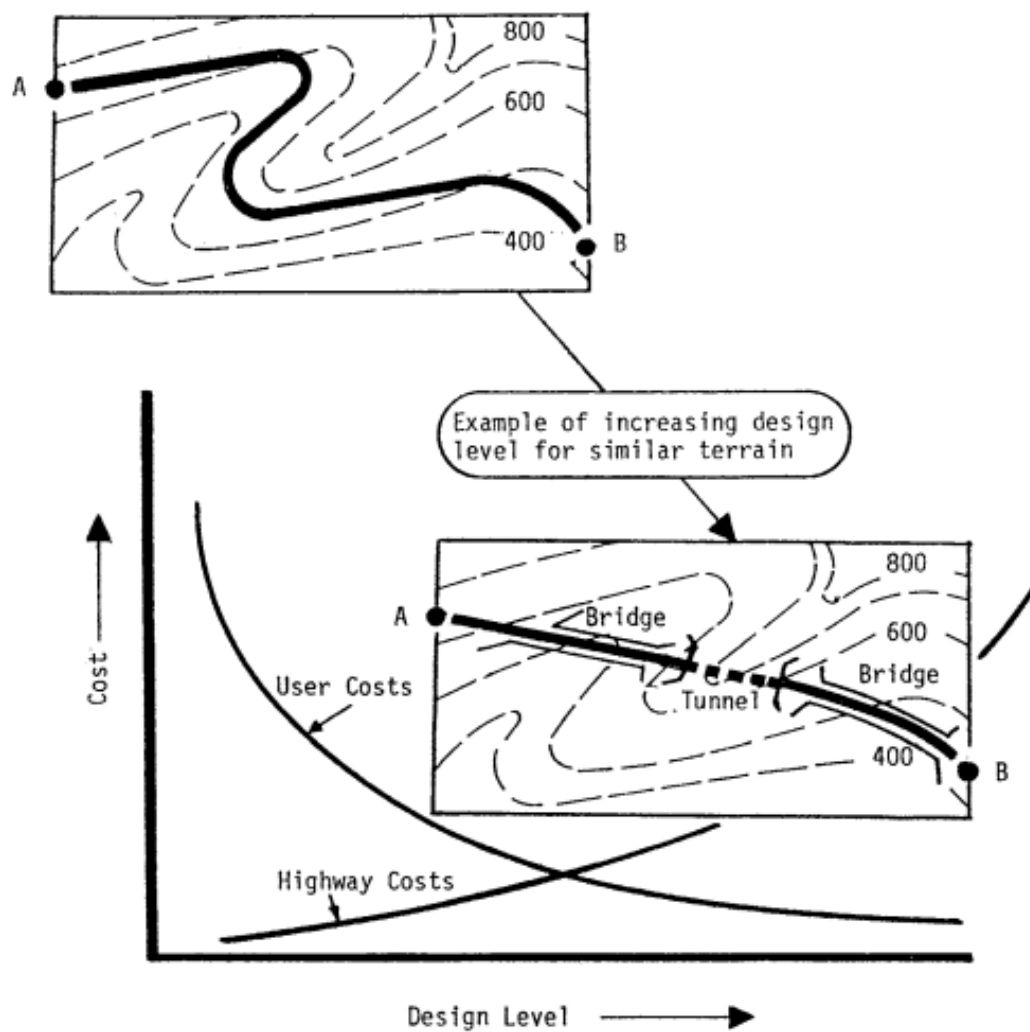 800
A
600
400
B
Example of increasing design
level for similar terrain
800
A
Bridge
600
Bridge
Tunnel
User Costs
400
B
Cost
Highway Costs
Design Level